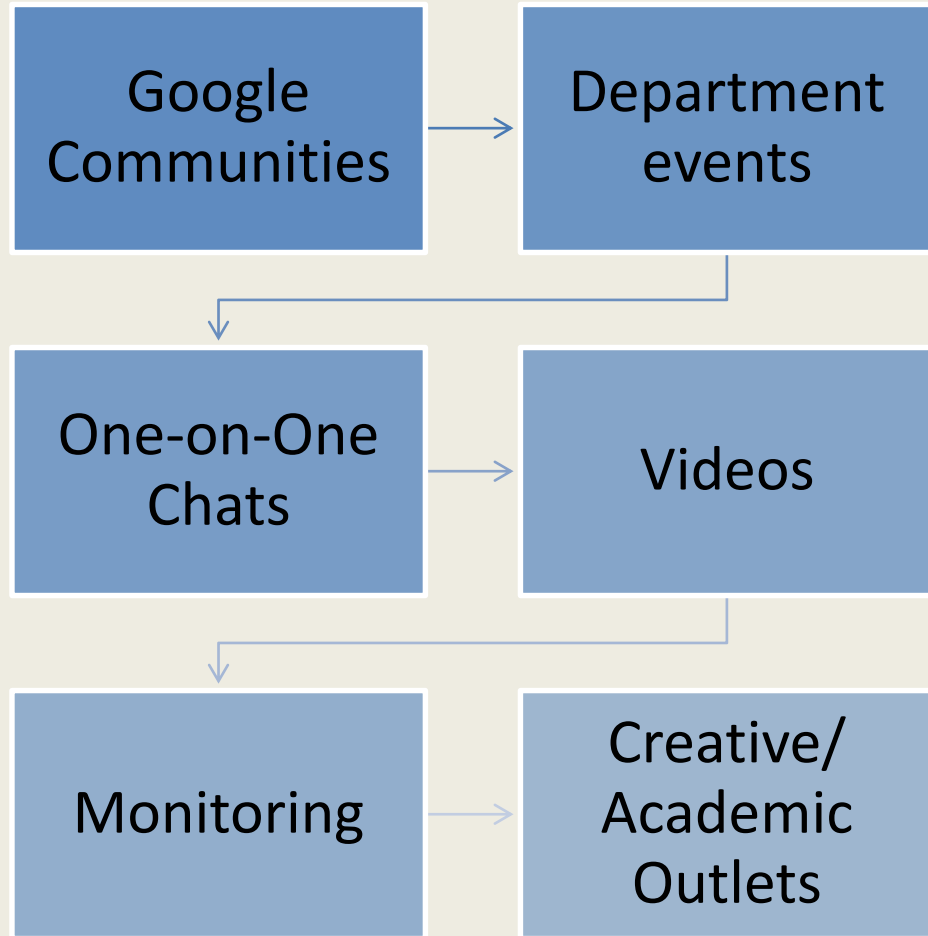 Google
Communities
Department
events
One-on-One
Chats
Videos
Monitoring
Creative/
Academic
Outlets